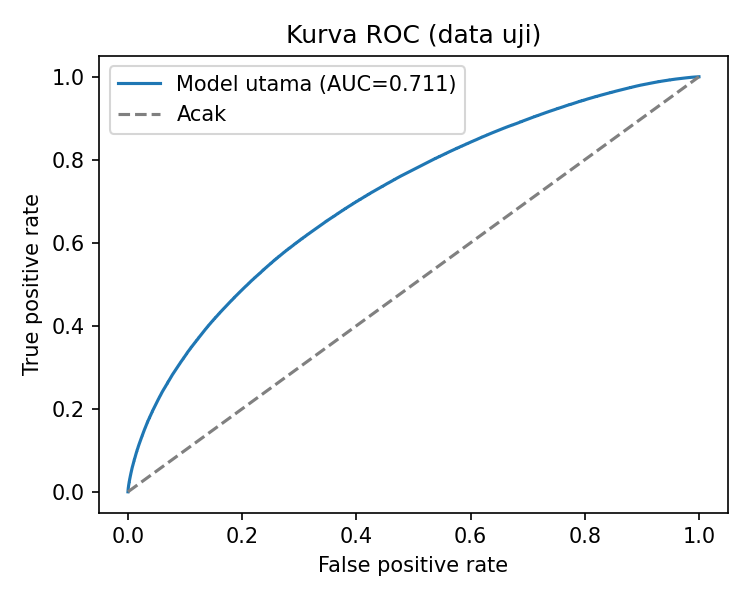 Kurva ROC (data uji)
Model utama (AUC=0.711)
Acak
True positive rate
1.0
0.8
0.6
0.4
0.2
0.0
0.0 0.2 0.4 0.6 0.8 1.0
False positive rate